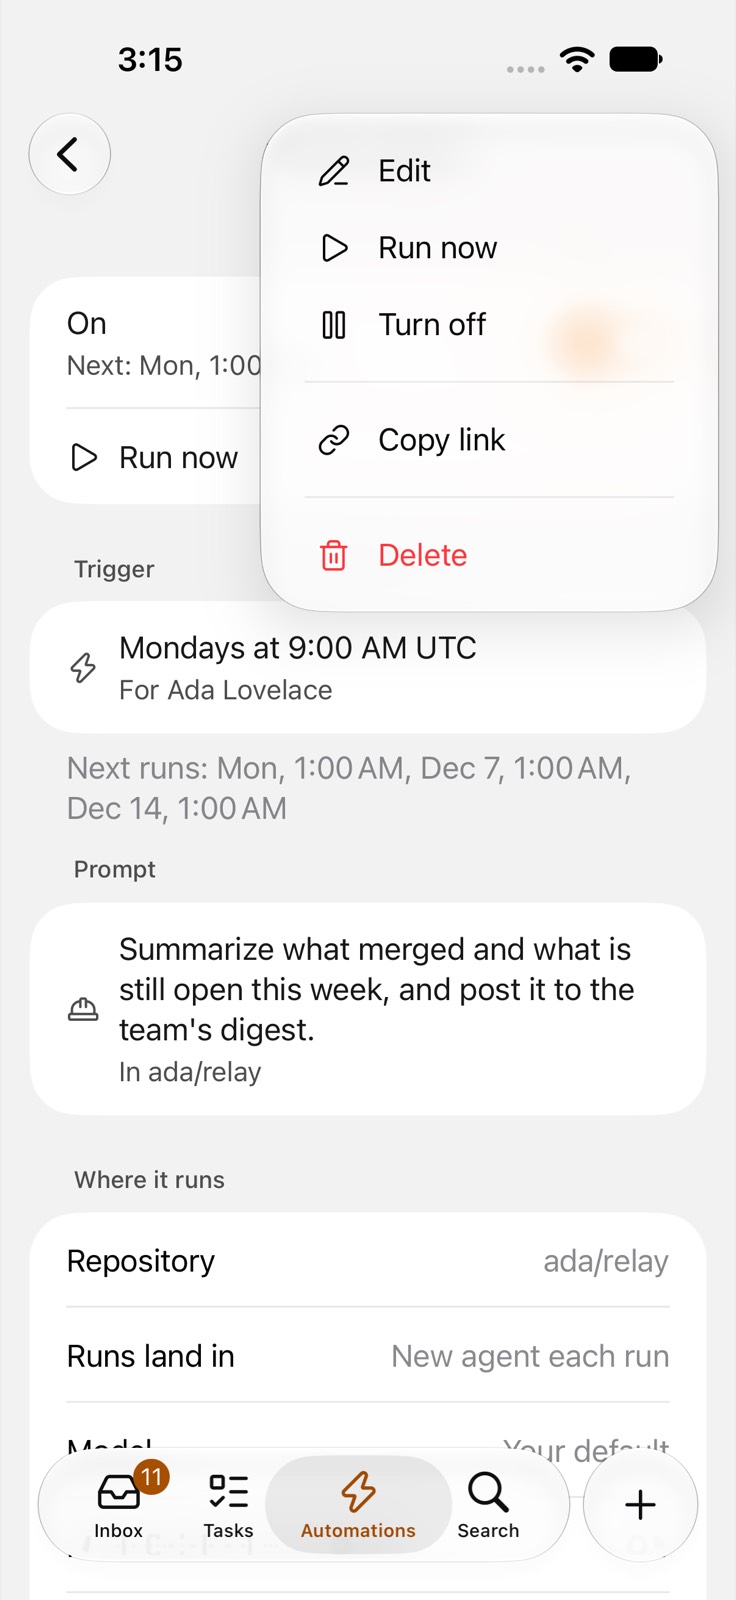 3:15
Edit
Run now
Turn off
Copy link
Delete
On
Next: Mon, 1:00
Run now
Trigger
Mondays at 9:00 AM UTC
For Ada Lovelace
Next runs: Mon, 1:00 AM, Dec 7, 1:00 AM,
Dec 14, 1:00 AM
Prompt
Summarize what merged and what is
still open this week, and post it to the
team's digest.
In ada/relay
Where it runs
Repository
ada/relay
Runs land in
New agent each run
Model
Your default
11
Inbox
Tasks
Automations
Search